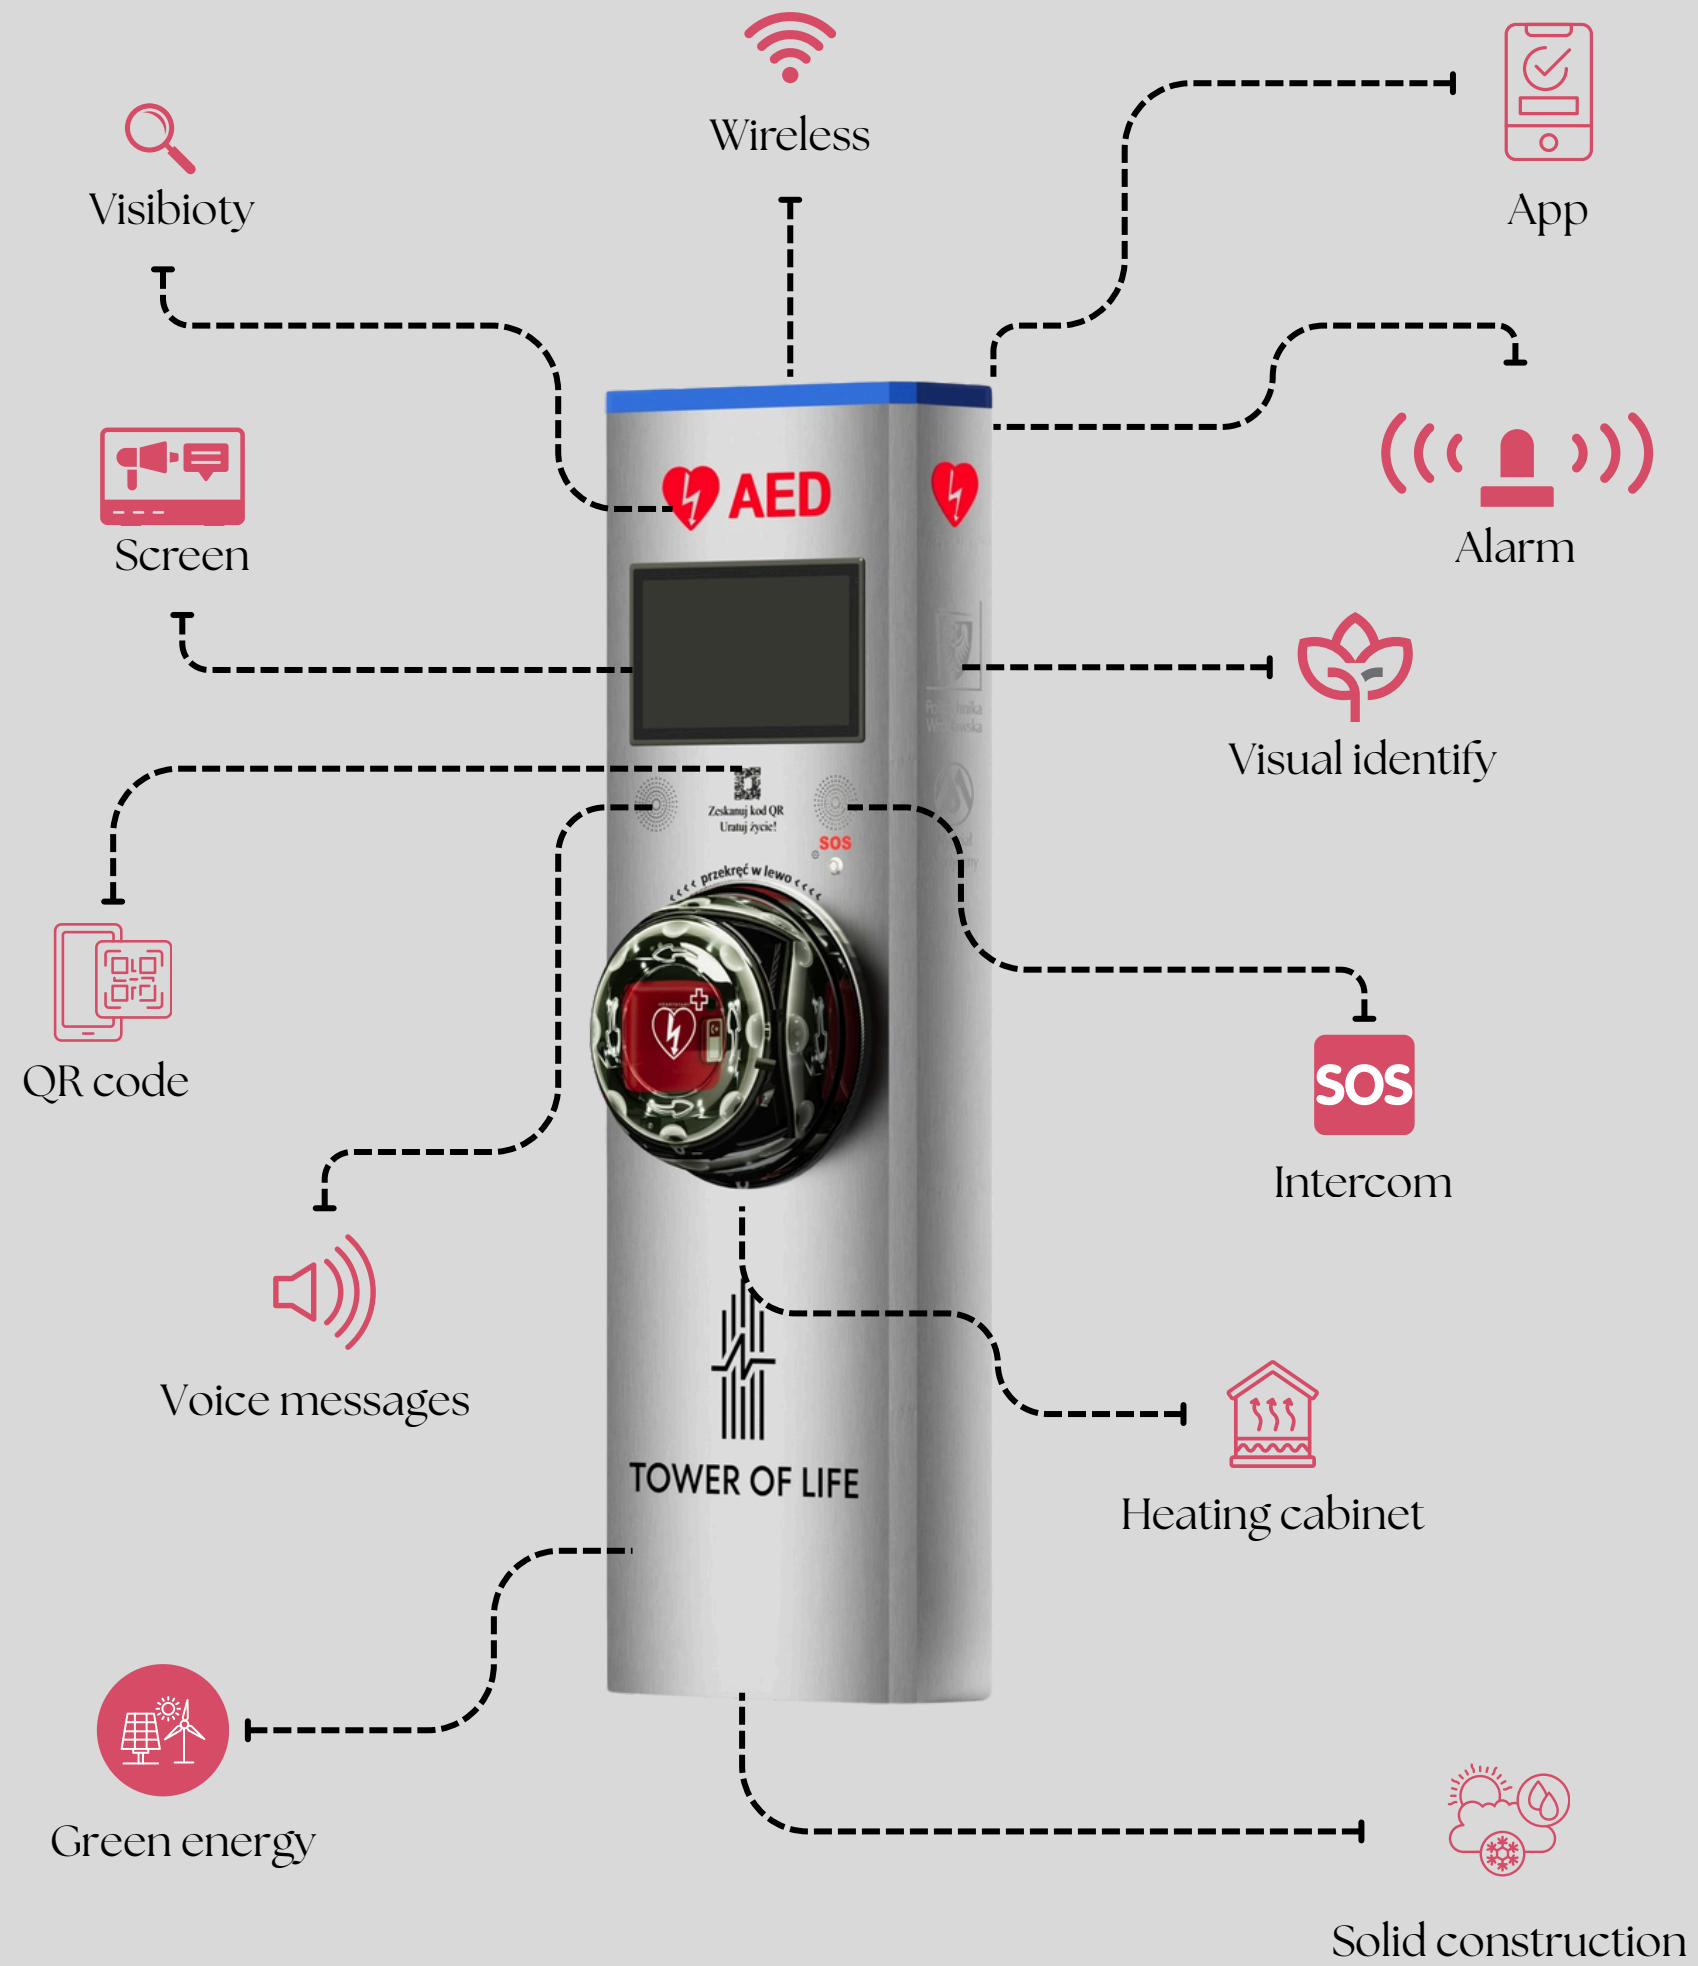 Wireless
App
Visibioty
Alarm
Screen
AED
Visual identify
Zeskanuj kod QR
Uratuj życie!
SOS
przekręć w lewo
QR code
SOS
Intercom
Voice messages
TOWER OF LIFE
Heating cabinet
Green energy
Solid construction